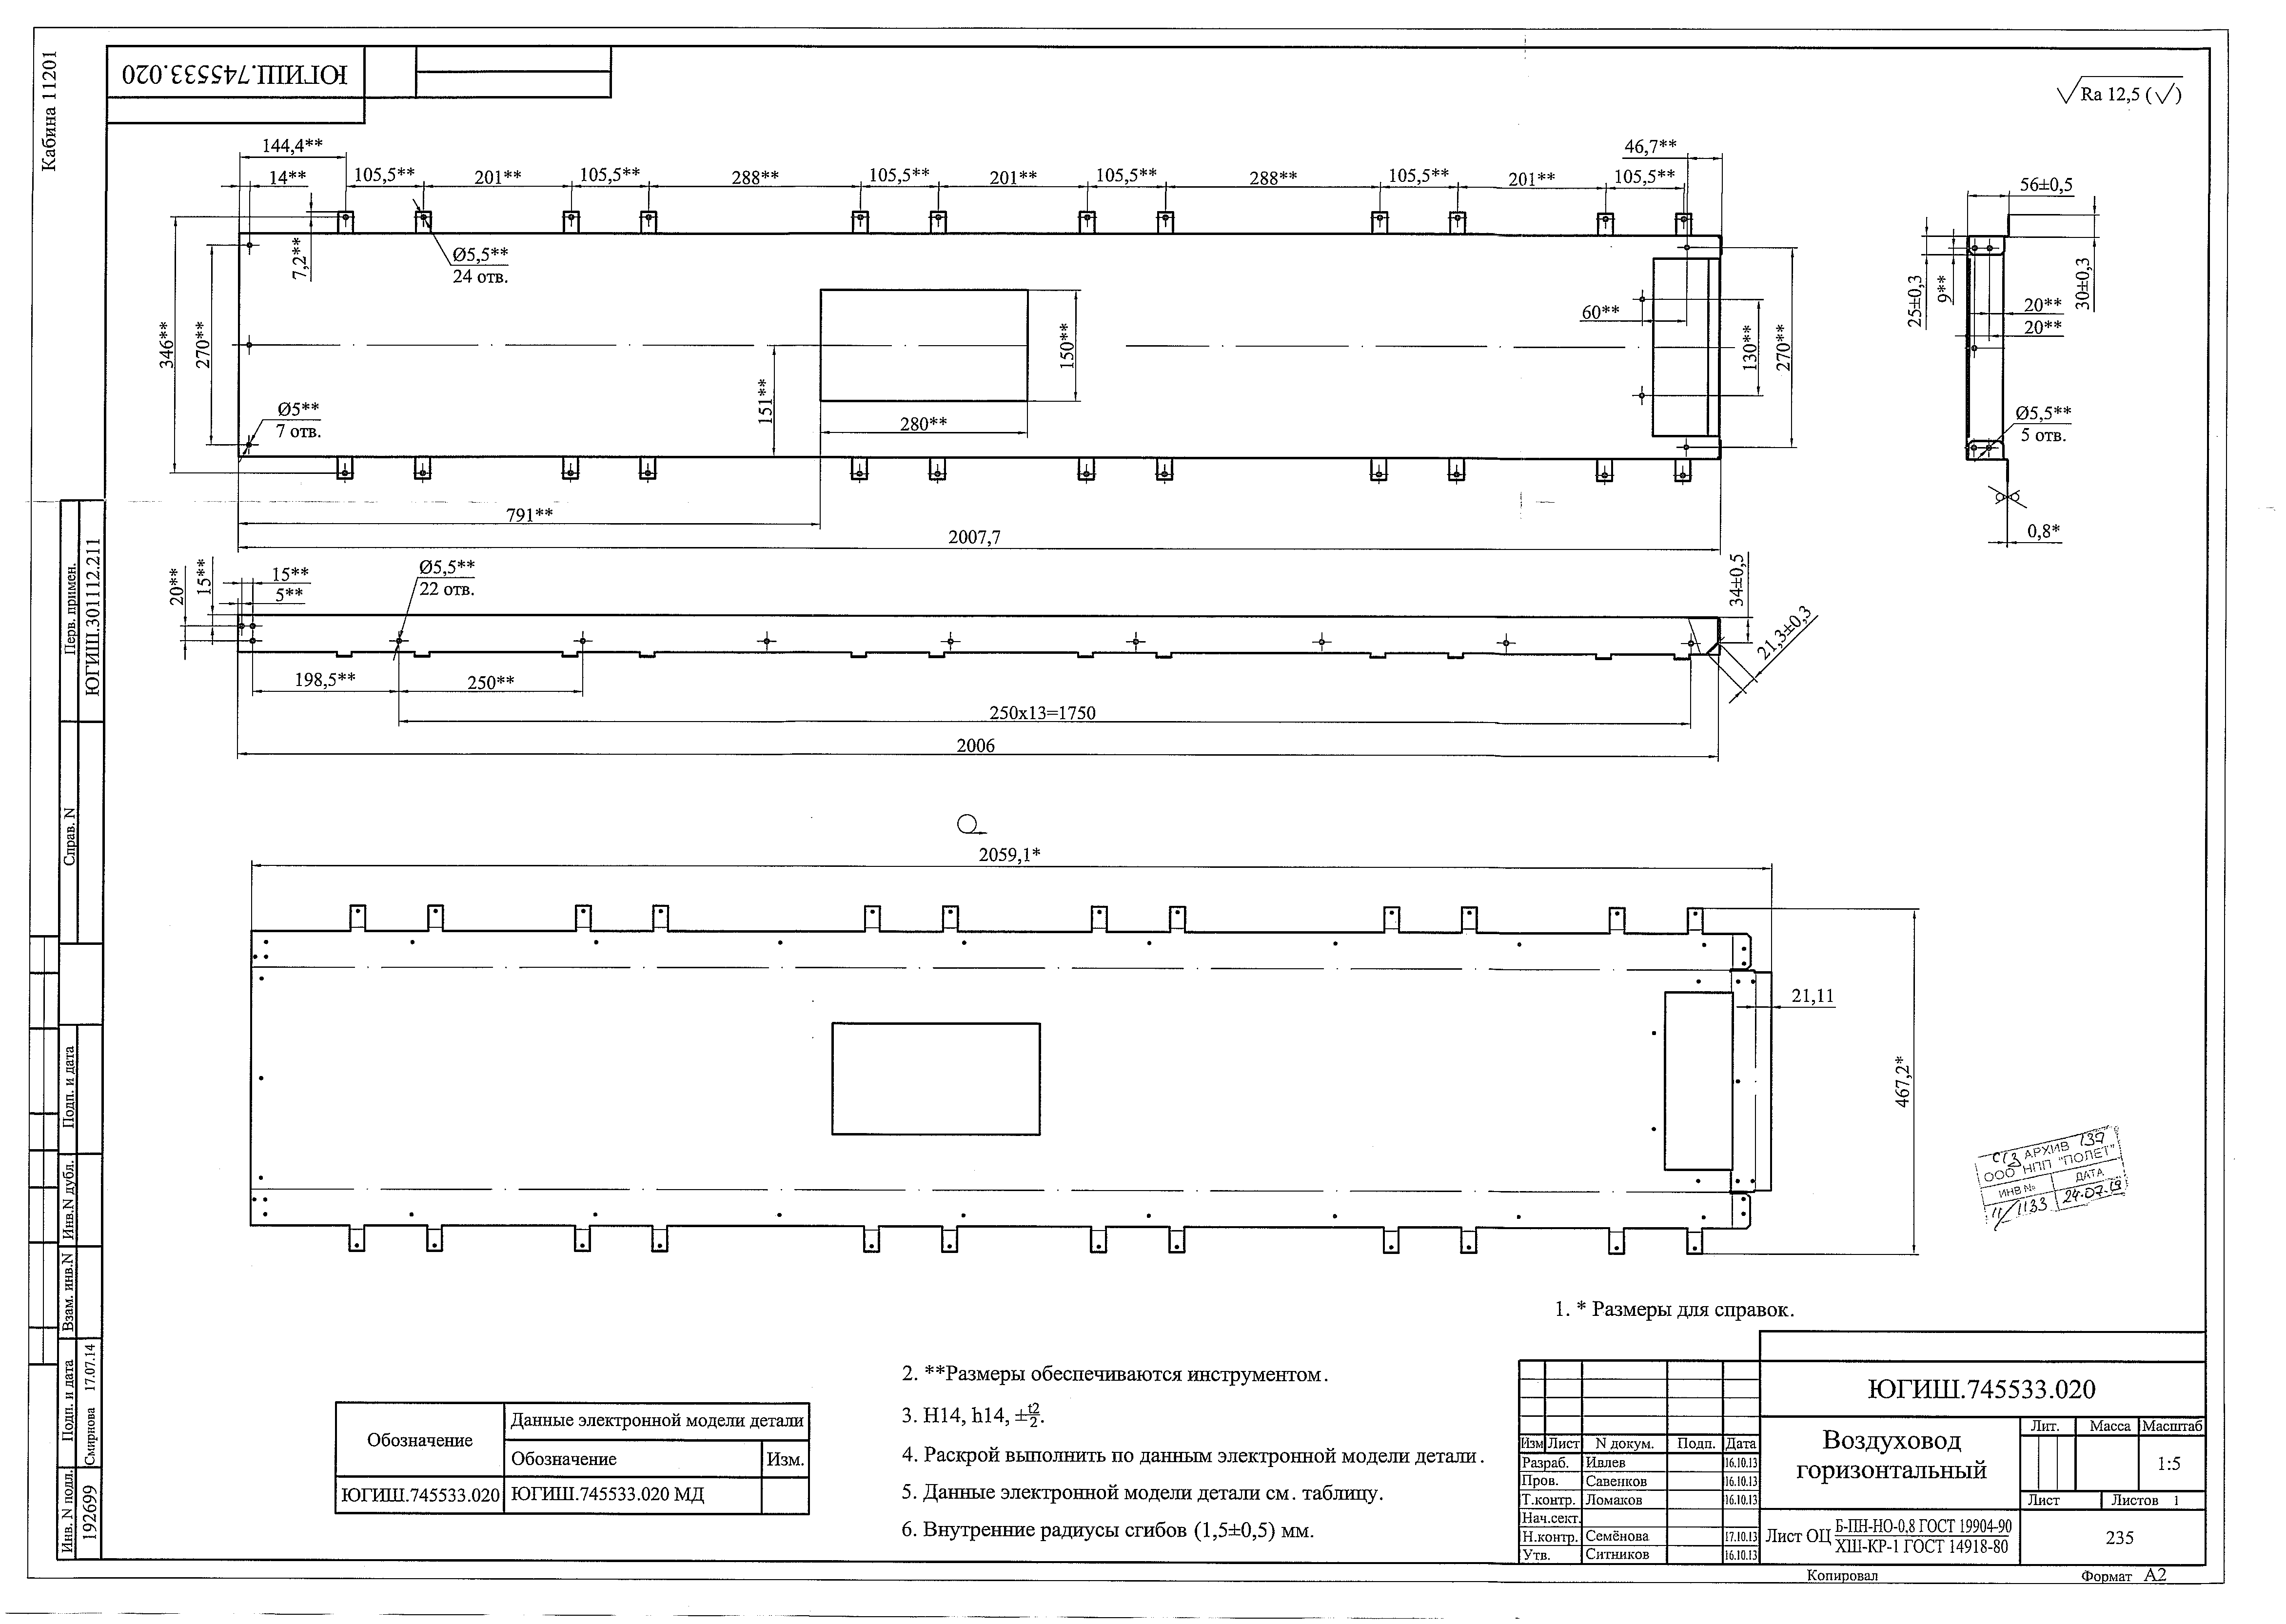 Кабина 11201
ЮГИШ.745533.020
Ra 12,5 (√)
144,4**
14**
105,5**
201**
105,5**
288**
105,5**
201**
105,5**
288**
105,5**
201**
105,5**
46,7**
7,2**
Ø5,5**
24 отв.
346**
270**
Ø5**
7 отв.
151**
150**
280**
60**
130**
270**
791**
2007,7
56±0,5
25±0,3
9**
30±0,3
20**
20**
Ø5,5**
5 отв.
0,8*
20**
15**
15**
5**
Ø5,5**
22 отв.
34±0,5
21,3±0,3
198,5**
250**
250х13=1750
2006
2059,1*
21,11
467,2*
СГЗ АРХИВ 137
ООО НПП "ПОЛЕТ"
ИНВ № ДАТА
11/1133 24.07.19
1. * Размеры для справок.
2. **Размеры обеспечиваются инструментом.
3. H14, h14, ±t2/2.
4. Раскрой выполнить по данным электронной модели детали.
5. Данные электронной модели детали см. таблицу.
6. Внутренние радиусы сгибов (1,5±0,5) мм.
Обозначение
Данные электронной модели детали
Обозначение Изм.
ЮГИШ.745533.020 ЮГИШ.745533.020 МД
Перв. примен.
ЮГИШ.301112.211
Справ. N
Подп. и дата
Инв.N дубл.
Взам. инв.N
Подп. и дата
Смирнова 17.07.14
Инв. N подл.
192699
ЮГИШ.745533.020
Изм Лист N докум. Подп. Дата
Разраб. Ивлев 16.10.13
Пров. Савенков 16.10.13
Т.контр. Ломаков 16.10.13
Нач.сект.
Н.контр. Семёнова 17.10.13
Утв. Ситников 16.10.13
Воздуховод
горизонтальный
Лит. Масса Масштаб
1:5
Лист Листов 1
Лист ОЦ Б-ПН-НО-0,8 ГОСТ 19904-90
ХШ-КР-1 ГОСТ 14918-80
235
Копировал Формат А2